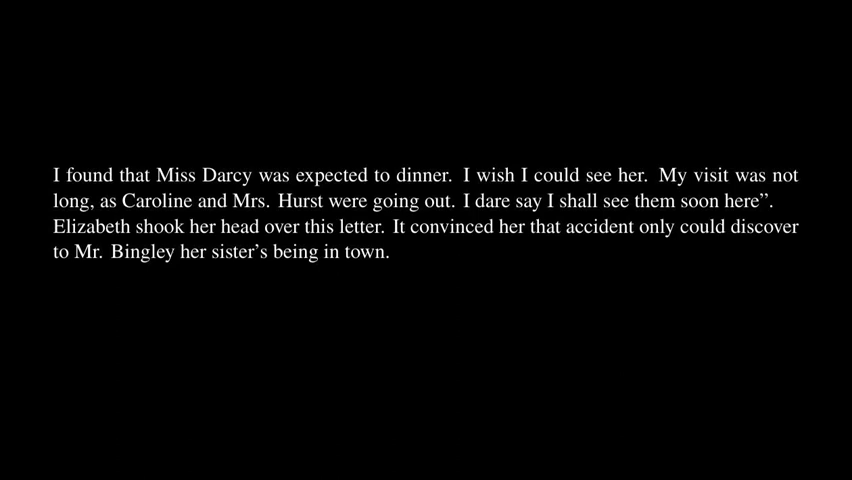 I found that Miss Darcy was expected to dinner. I wish I could see her. My visit was not
long, as Caroline and Mrs. Hurst were going out. I dare say I shall see them soon here”.
Elizabeth shook her head over this letter. It convinced her that accident only could discover
to Mr. Bingley her sister’s being in town.